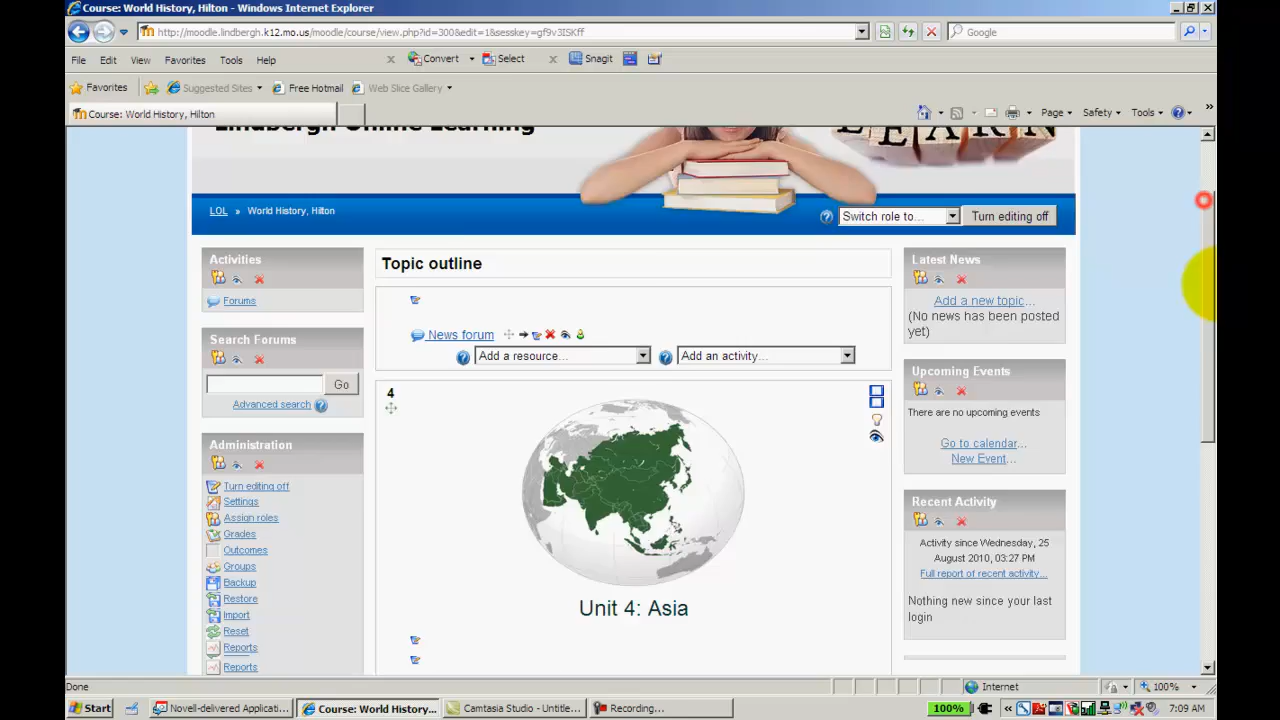 Course: World History, Hilton - Windows Internet Explorer
http://moodle.lindbergh.k12.mo.us/moodle/course/view.php?id=300&edit=1&sesskey=gf9v3ISKff
Google
File Edit View Favorites Tools Help
Convert Select Snagit
Favorites Suggested Sites Free Hotmail Web Slice Gallery
Course: World History, Hilton
Page Safety Tools
Lindbergh Online Learning
LEARN
LOL » World History, Hilton
Switch role to... Turn editing off
Activities
Forums
Search Forums
Go
Advanced search
Administration
Turn editing off
Settings
Assign roles
Grades
Outcomes
Groups
Backup
Restore
Import
Reset
Reports
Reports
Topic outline
News forum
Add a resource... Add an activity...
4
Unit 4: Asia
Latest News
Add a new topic...
(No news has been posted
yet)
Upcoming Events
There are no upcoming events
Go to calendar...
New Event...
Recent Activity
Activity since Wednesday, 25
August 2010, 03:27 PM
Full report of recent activity...
Nothing new since your last
login
Done Internet 100%
Start Novell-delivered Applicati... Course: World History,... Camtasia Studio - Untitle... Recording... 100% 7:09 AM